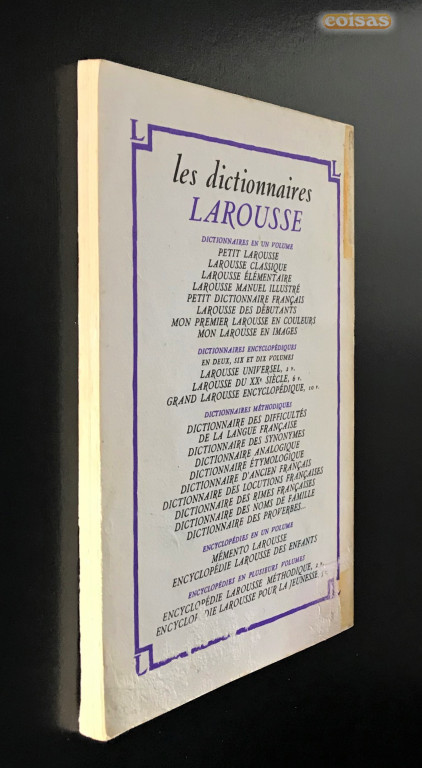 coisas
L
L
les dictionnaires
LAROUSSE
DICTIONNAIRES EN UN VOLUME
PETIT LAROUSSE
LAROUSSE CLASSIQUE
LAROUSSE ÉLÉMENTAIRE
LAROUSSE MANUEL ILLUSTRÉ
PETIT DICTIONNAIRE FRANÇAIS
LAROUSSE DES DÉBUTANTS
MON PREMIER LAROUSSE EN COULEURS
MON LAROUSSE EN IMAGES
DICTIONNAIRES ENCYCLOPÉDIQUES
EN DEUX, SIX ET DIX VOLUMES
LAROUSSE UNIVERSEL, 2 v.
LAROUSSE DU XXᵉ SIÈCLE, 6 v.
GRAND LAROUSSE ENCYCLOPÉDIQUE, 10 v.
DICTIONNAIRES MÉTHODIQUES
DICTIONNAIRE DES DIFFICULTÉS
DE LA LANGUE FRANÇAISE
DICTIONNAIRE DES SYNONYMES
DICTIONNAIRE ANALOGIQUE
DICTIONNAIRE ÉTYMOLOGIQUE
DICTIONNAIRE D'ANCIEN FRANÇAIS
DICTIONNAIRE DES LOCUTIONS FRANÇAISES
DICTIONNAIRE DES RIMES FRANÇAISES
DICTIONNAIRE DES NOMS DE FAMILLE
DICTIONNAIRE DES PROVERBES...
ENCYCLOPÉDIES EN UN VOLUME
MÉMENTO LAROUSSE
ENCYCLOPÉDIE LAROUSSE DES ENFANTS
ENCYCLOPÉDIES EN PLUSIEURS VOLUMES
ENCYCLOPÉDIE LAROUSSE MÉTHODIQUE, 2 v.
LAROUSSE POUR LA JEUNESSE
L